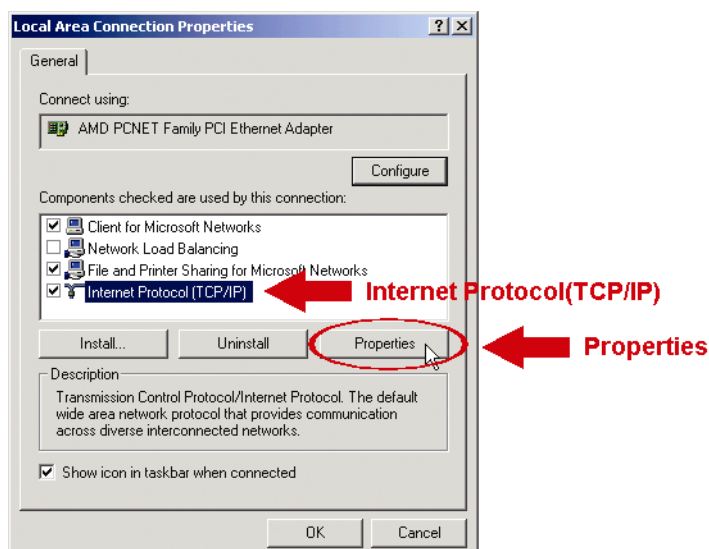 Local Area Connection Properties
General
Connect using:
AMD PCNET Family PCI Ethernet Adapter
Configure
Components checked are used by this connection:
Client for Microsoft Networks
Network Load Balancing
File and Printer Sharing for Microsoft Networks
Internet Protocol (TCP/IP)
Internet Protocol(TCP/IP)
Install...
Uninstall
Properties
Properties
Description
Transmission Control Protocol/Internet Protocol. The default
wide area network protocol that provides communication
across diverse interconnected networks.
Show icon in taskbar when connected
OK
Cancel